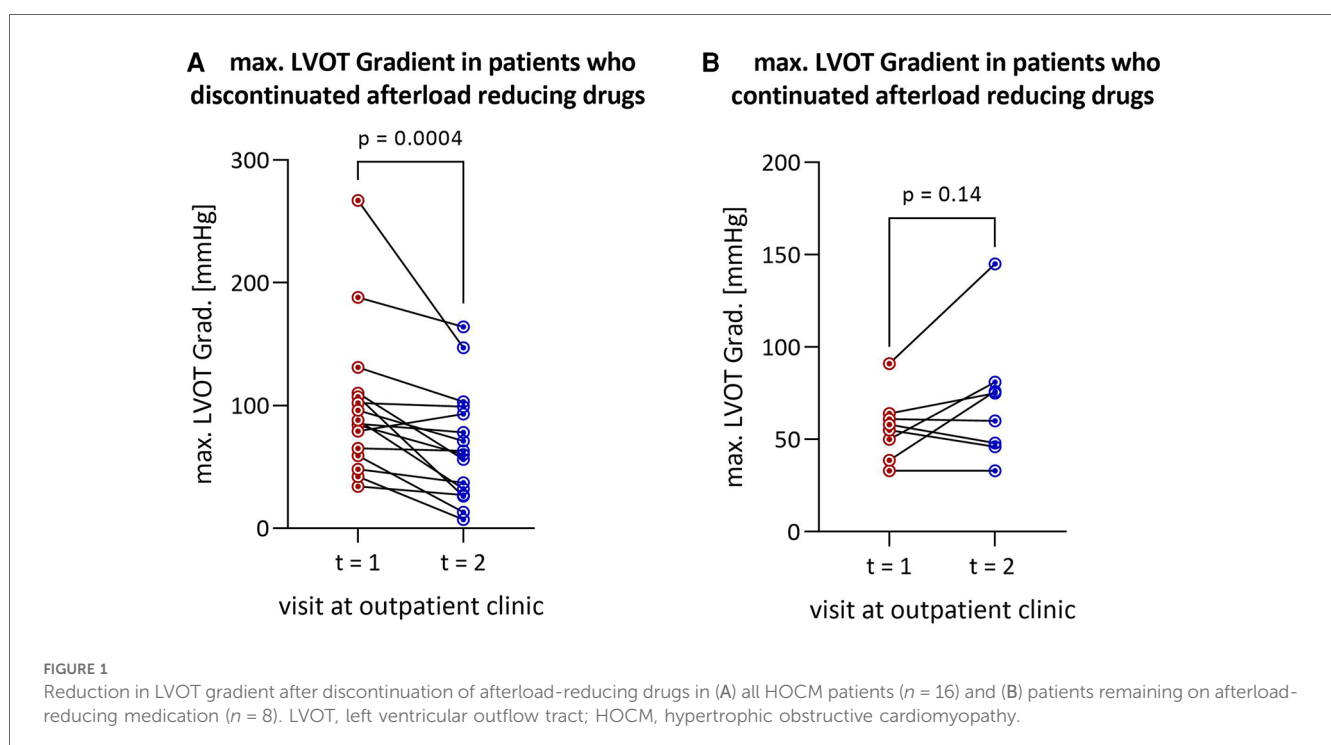 A max. LVOT Gradient in patients who
discontinuated afterload reducing drugs
p = 0.0004
300
200
100
0
max. LVOT Grad. [mmHg]
t = 1 t = 2
visit at outpatient clinic
B max. LVOT Gradient in patients who
continuated afterload reducing drugs
p = 0.14
200
150
100
50
0
max. LVOT Grad. [mmHg]
t = 1 t = 2
visit at outpatient clinic
FIGURE 1
Reduction in LVOT gradient after discontinuation of afterload-reducing drugs in (A) all HOCM patients (n = 16) and (B) patients remaining on afterload-
reducing medication (n = 8). LVOT, left ventricular outflow tract; HOCM, hypertrophic obstructive cardiomyopathy.